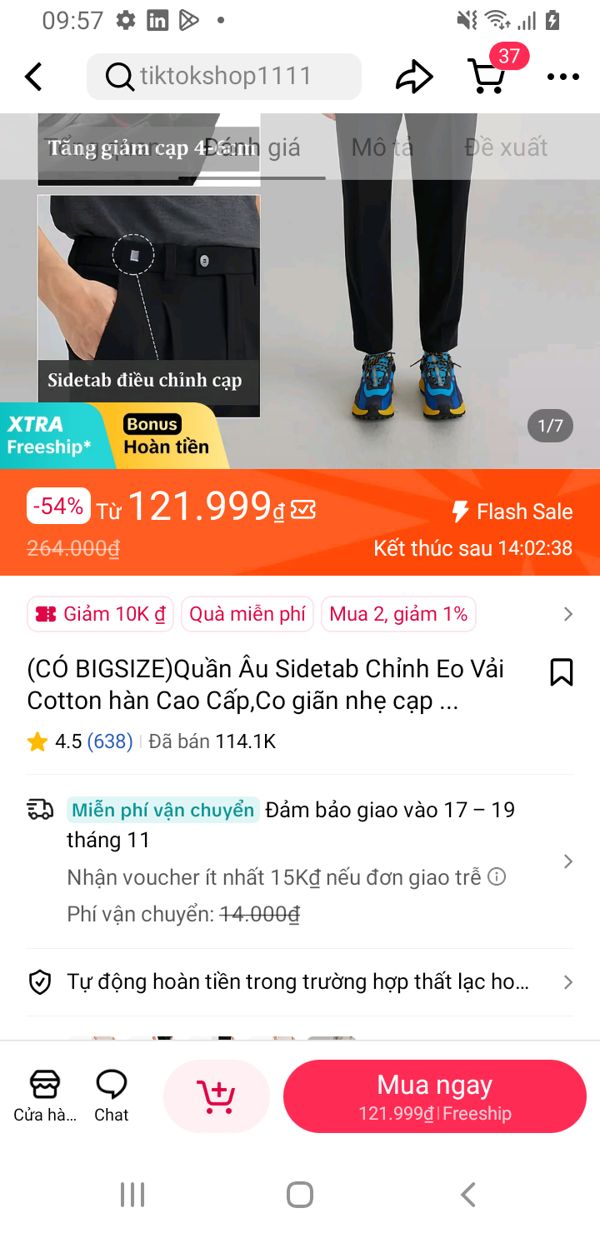 09:57
tiktokshop1111
37
Đánh giá
Mô tả
Đề xuất
Tăng giảm cạp 4-6cm
Sidetab điều chỉnh cạp
XTRA
Freeship*
Bonus
Hoàn tiền
1/7
-54% Từ 121.999₫
Flash Sale
264.000₫
Kết thúc sau 14:02:38
Giảm 10K ₫
Quà miễn phí
Mua 2, giảm 1%
(CÓ BIGSIZE)Quần Âu Sidetab Chỉnh Eo Vải
Cotton hàn Cao Cấp,Co giãn nhẹ cạp ...
4.5 (638) Đã bán 114.1K
Miễn phí vận chuyển Đảm bảo giao vào 17 – 19
tháng 11
Nhận voucher ít nhất 15K₫ nếu đơn giao trễ
Phí vận chuyển: 14.000₫
Tự động hoàn tiền trong trường hợp thất lạc ho...
Cửa hà...
Chat
Mua ngay
121.999₫ Freeship